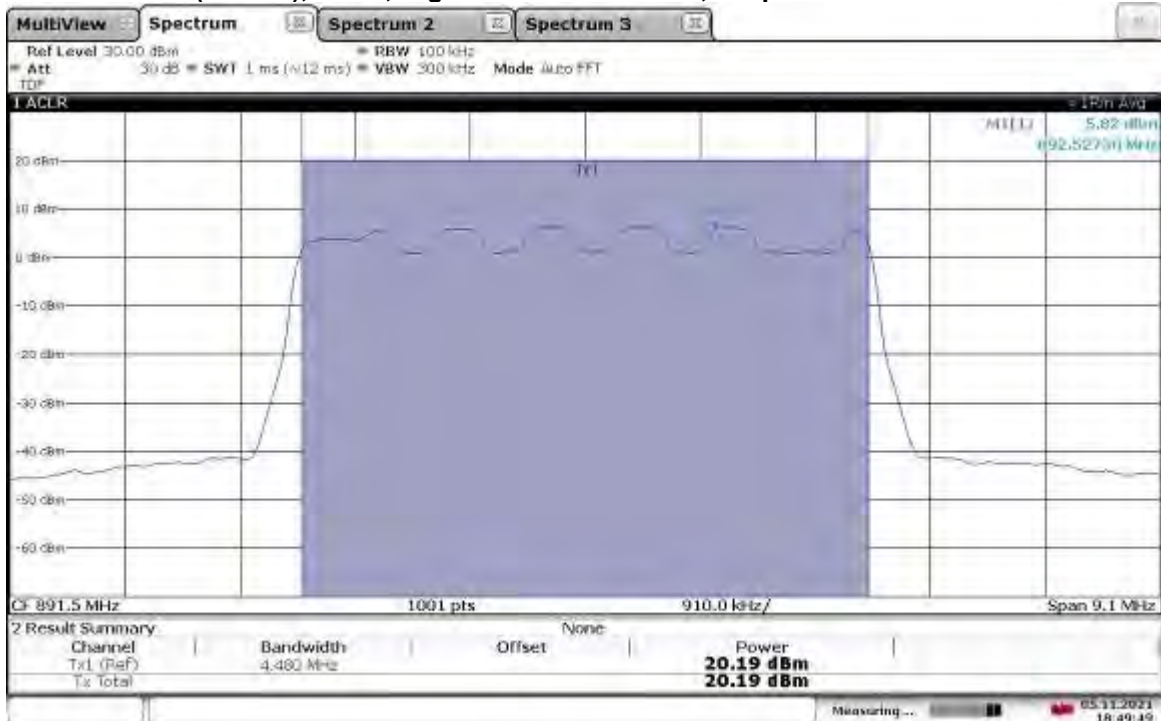 MultiView Spectrum Spectrum 2 Spectrum 3
Ref Level 30.00 dBm RBW 100 kHz
Att 30 dB SWT 1 ms (~12 ms) VBW 300 kHz Mode Auto FFT
TDF
1 ACLR 1Rm Avg
M1[1] 5.82 dBm
892.52730 MHz
Tx1
20 dBm
10 dBm
0 dBm
-10 dBm
-20 dBm
-30 dBm
-40 dBm
-50 dBm
-60 dBm
CF 891.5 MHz 1001 pts 910.0 kHz/ Span 9.1 MHz
2 Result Summary None
Channel Bandwidth Offset Power
Tx1 (Ref) 4.480 MHz 20.19 dBm
Tx Total 20.19 dBm
Measuring... 05.11.2021
18:49:49